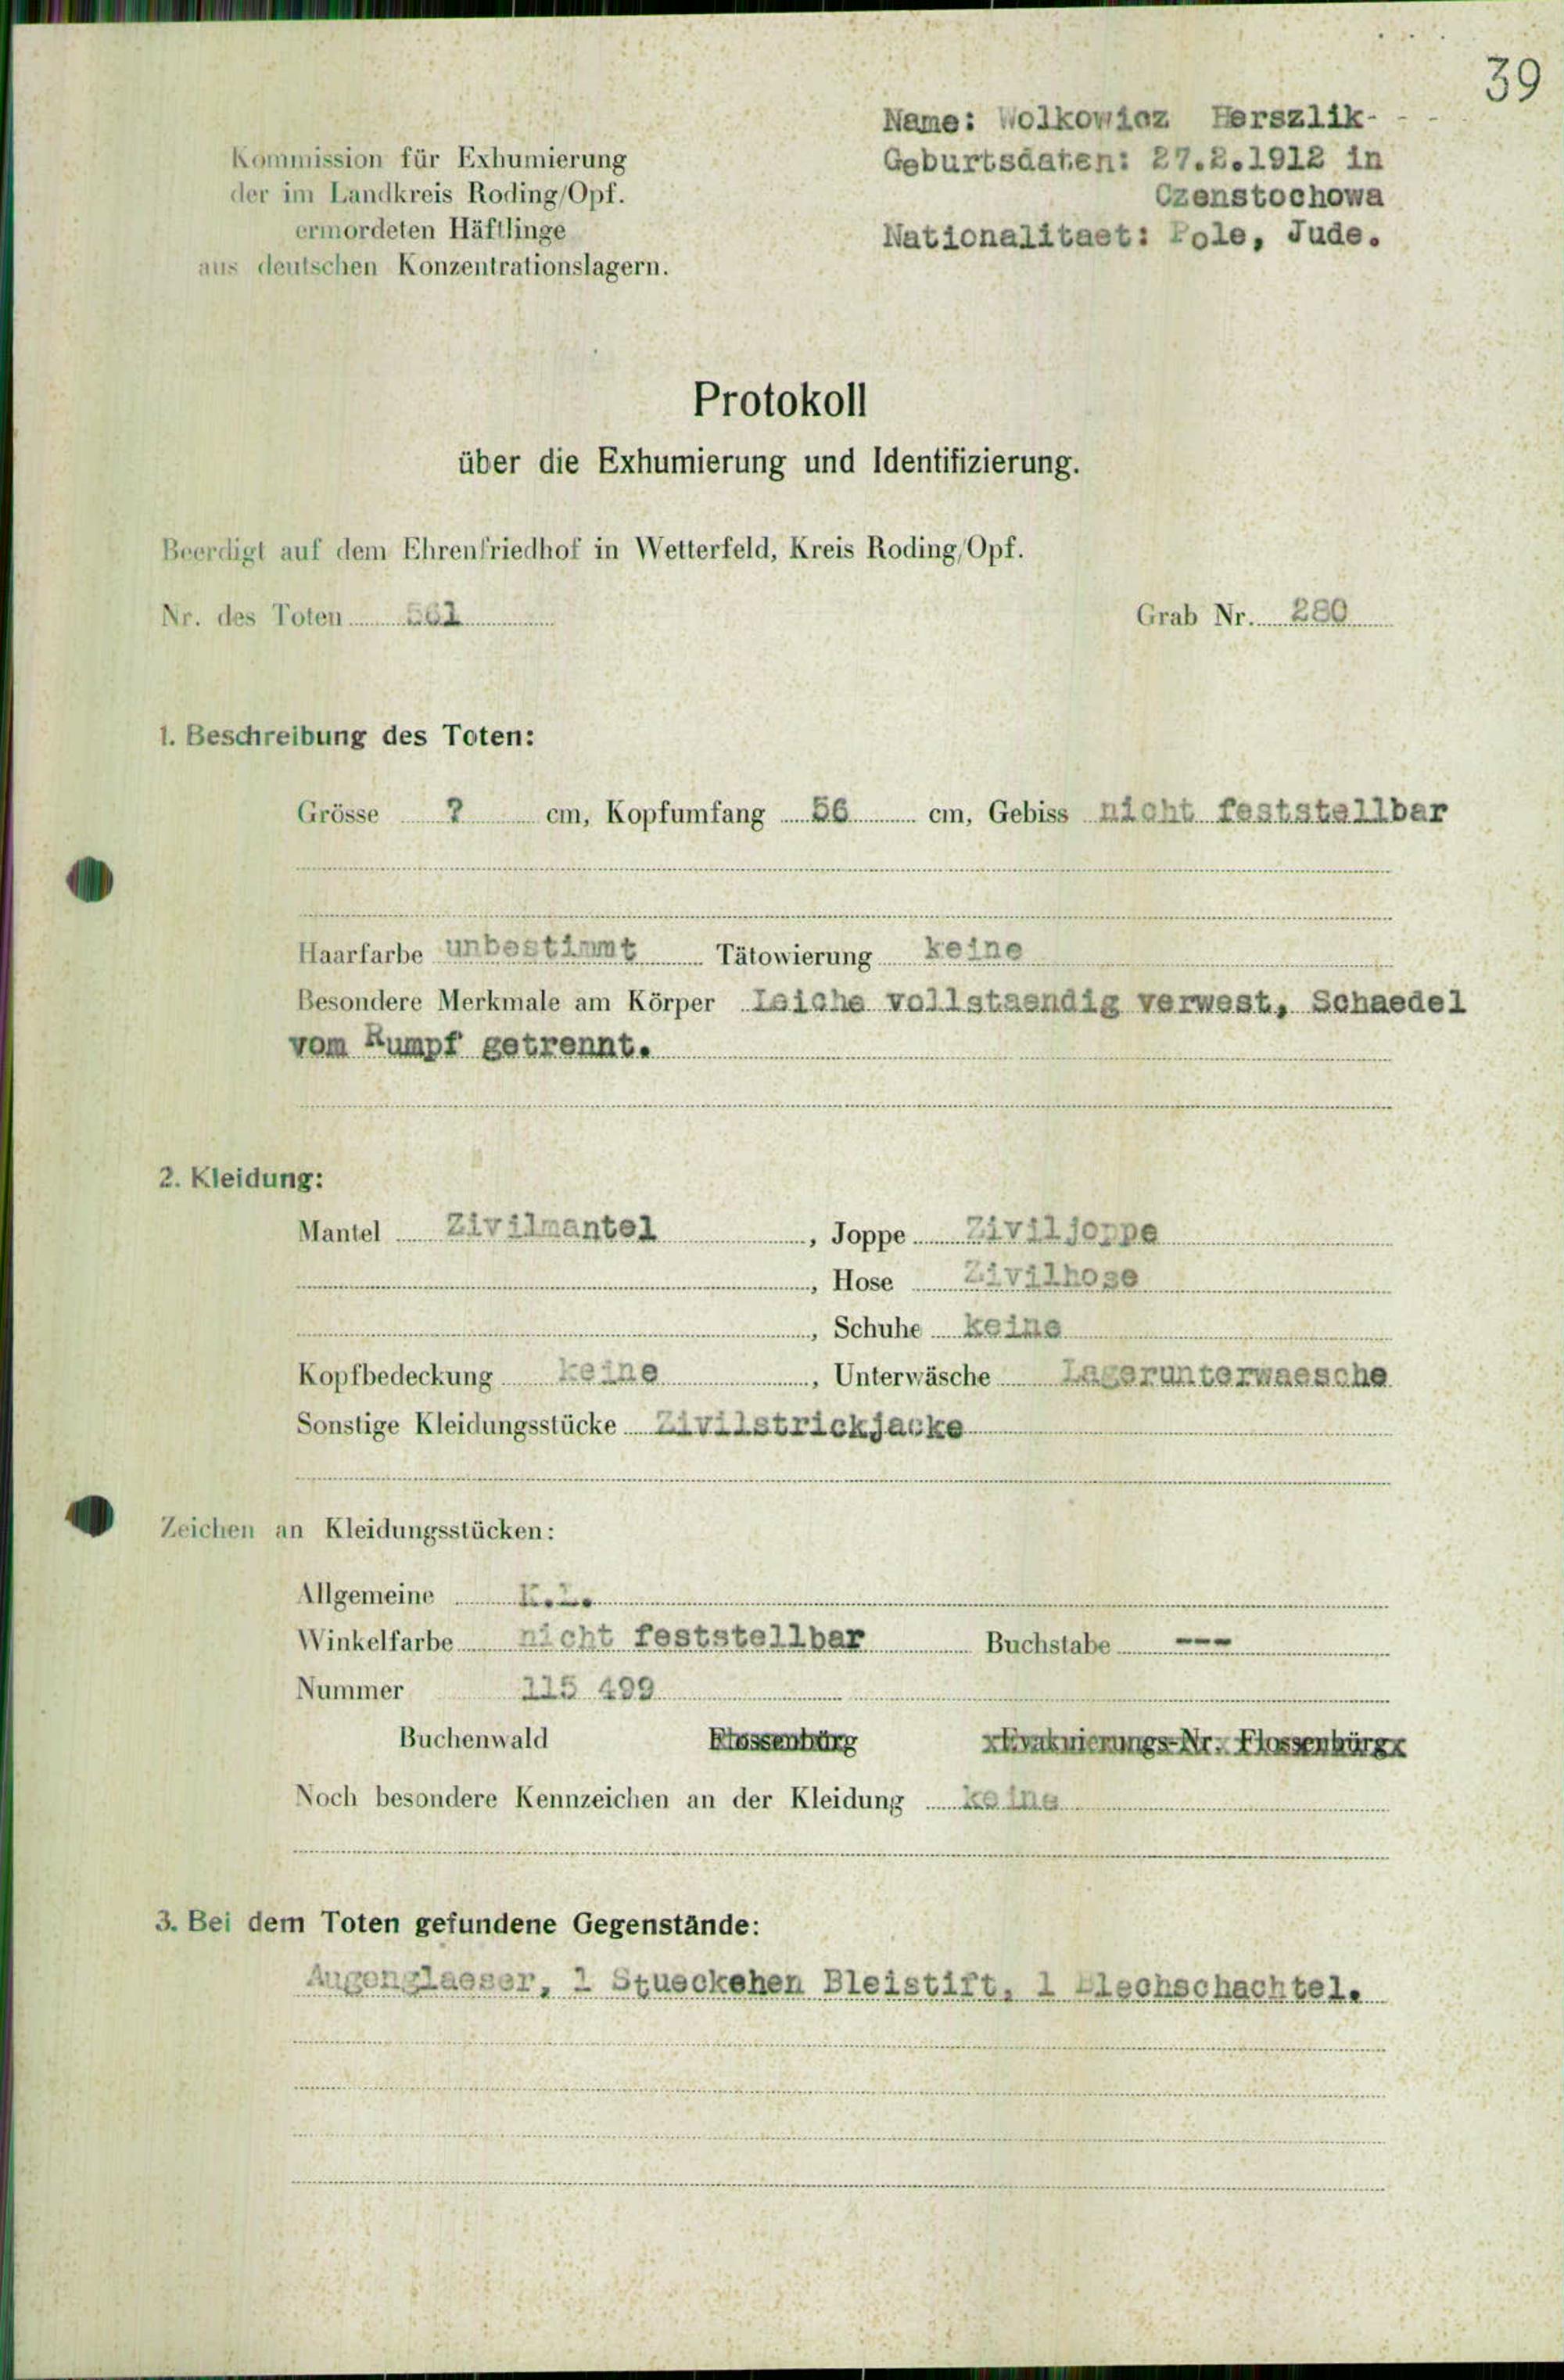 39
Name: Wolkowicz Herszlik-
Geburtsdaten: 27.2.1912 in
Czenstochowa
Nationalitaet: Pole, Jude.
Kommission für Exhumierung
der im Landkreis Roding/Opf.
ermordeten Häftlinge
aus deutschen Konzentrationslagern.
Protokoll
über die Exhumierung und Identifizierung.
Beerdigt auf dem Ehrenfriedhof in Wetterfeld, Kreis Roding/Opf.
Nr. des Toten Grab Nr. 280
1. Beschreibung des Toten:
Grösse ? cm, Kopfumfang 56 cm, Gebiss nicht feststellbar
Haarfarbe unbestimmt Tätowierung keine
Besondere Merkmale am Körper Leiche vollstaendig verwest, Schaedel
vom Rumpf getrennt.
2. Kleidung:
Mantel Zivilmantel, Joppe Ziviljoppe
, Hose Zivilhose
, Schuhe keine
Kopfbedeckung keine, Unterwäsche Lagerunterwaesche
Sonstige Kleidungsstücke Zivilstrickjacke
Zeichen an Kleidungsstücken:
Allgemeine
Winkelfarbe nicht feststellbar Buchstabe ---
Nummer 115 499
Buchenwald Flossenbürg Evakuierungs-Nr. Flossenbürg
Noch besondere Kennzeichen an der Kleidung keine
3. Bei dem Toten gefundene Gegenstände:
Augenglaeser, 1 Stueckchen Bleistift, 1 Blechschachtel.